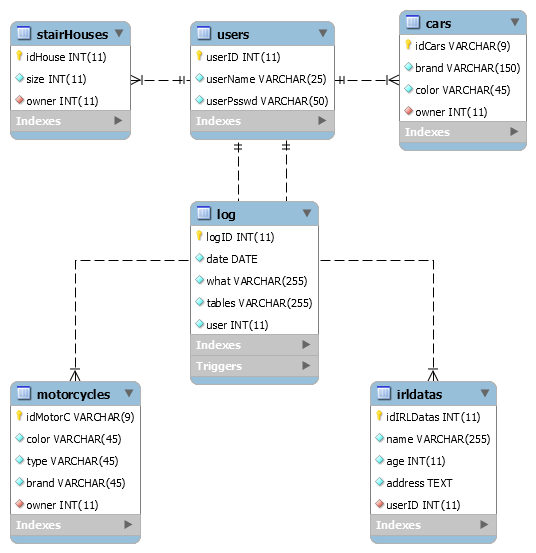 stairHouses
idHouse INT(11)
size INT(11)
owner INT(11)
Indexes
users
userID INT(11)
userName VARCHAR(25)
userPsswd VARCHAR(50)
Indexes
cars
idCars VARCHAR(9)
brand VARCHAR(150)
color VARCHAR(45)
owner INT(11)
Indexes
log
logID INT(11)
date DATE
what VARCHAR(255)
tables VARCHAR(255)
user INT(11)
Indexes
Triggers
motorcycles
idMotorC VARCHAR(9)
color VARCHAR(45)
type VARCHAR(45)
brand VARCHAR(45)
owner INT(11)
Indexes
irldatas
idIRLDatas INT(11)
name VARCHAR(255)
age INT(11)
address TEXT
userID INT(11)
Indexes